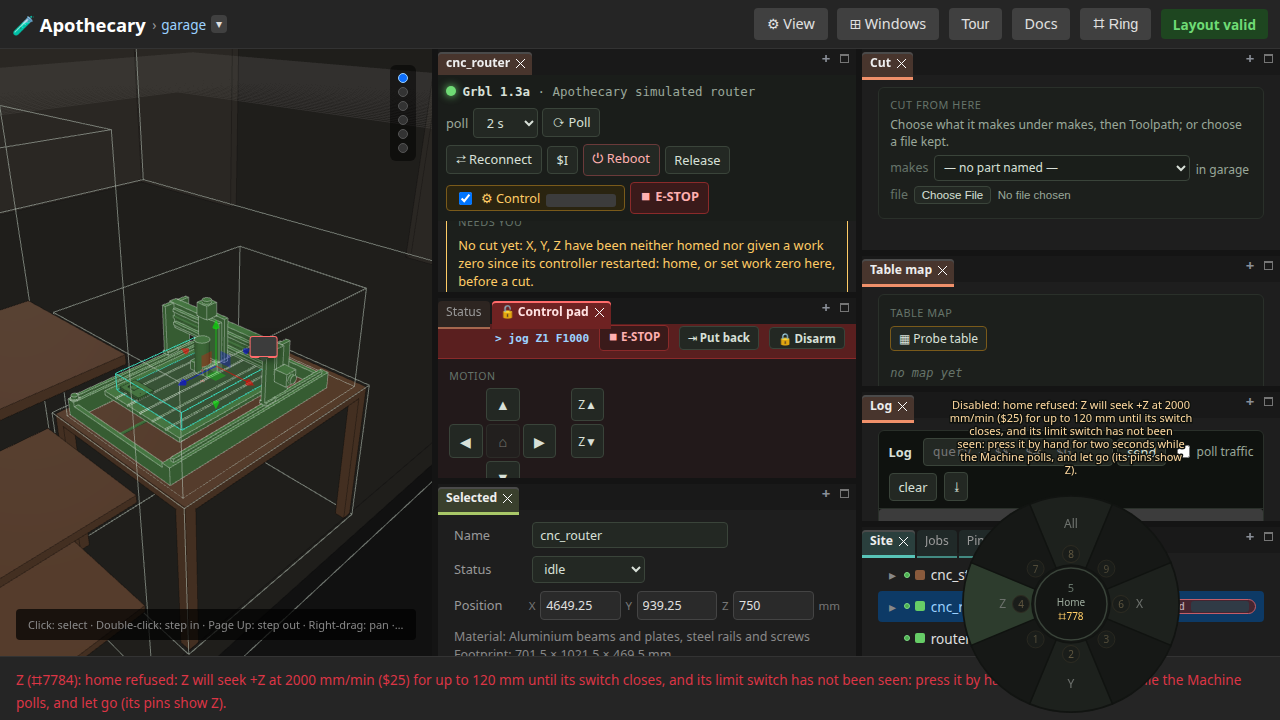 Apothecary › garage ▾
⚙ View
⊞ Windows
Tour
Docs
⌗ Ring
Layout valid
cnc_router
Grbl 1.3a · Apothecary simulated router
poll 2 s ⟳ Poll
⇄ Reconnect
$I
⏻ Reboot
Release
⚙ Control
■ E-STOP
NEEDS YOU
No cut yet: X, Y, Z have been neither homed nor given a work
zero since its controller restarted: home, or set work zero here,
before a cut.
Status
🔓 Control pad
> jog Z1 F1000
■ E-STOP
⇥ Put back
🔒 Disarm
MOTION
▲
Z▲
◀ ⌂ ▶
Z▼
Selected
Name cnc_router
Status idle
Position X 4649.25 Y 939.25 Z 750 mm
Material: Aluminium beams and plates, steel rails and screws
Footprint: 701.5 × 1021.5 × 469.5 mm
Click: select · Double-click: step in · Page Up: step out · Right-drag: pan ·…
Cut
CUT FROM HERE
Choose what it makes under makes, then Toolpath; or choose
a file kept.
makes — no part named — in garage
file Choose File No file chosen
Table map
TABLE MAP
▦ Probe table
no map yet
Log
Disabled: home refused: Z will seek +Z at 2000
mm/min ($25) for up to 120 mm until its switch
closes, and its limit switch has not been
seen: press it by hand for two seconds while
the Machine polls, and let go (its pins show
Z).
Log
send
poll traffic
clear
⭳
Site
Jobs
router
All
7 8 9
Z 4
5
Home
⌗778
6 X
1 2 3
Y
Z (⌗7784): home refused: Z will seek +Z at 2000 mm/min ($25) for up to 120 mm until its switch closes, and its limit switch has not been seen: press it by
le the Machine
polls, and let go (its pins show Z).